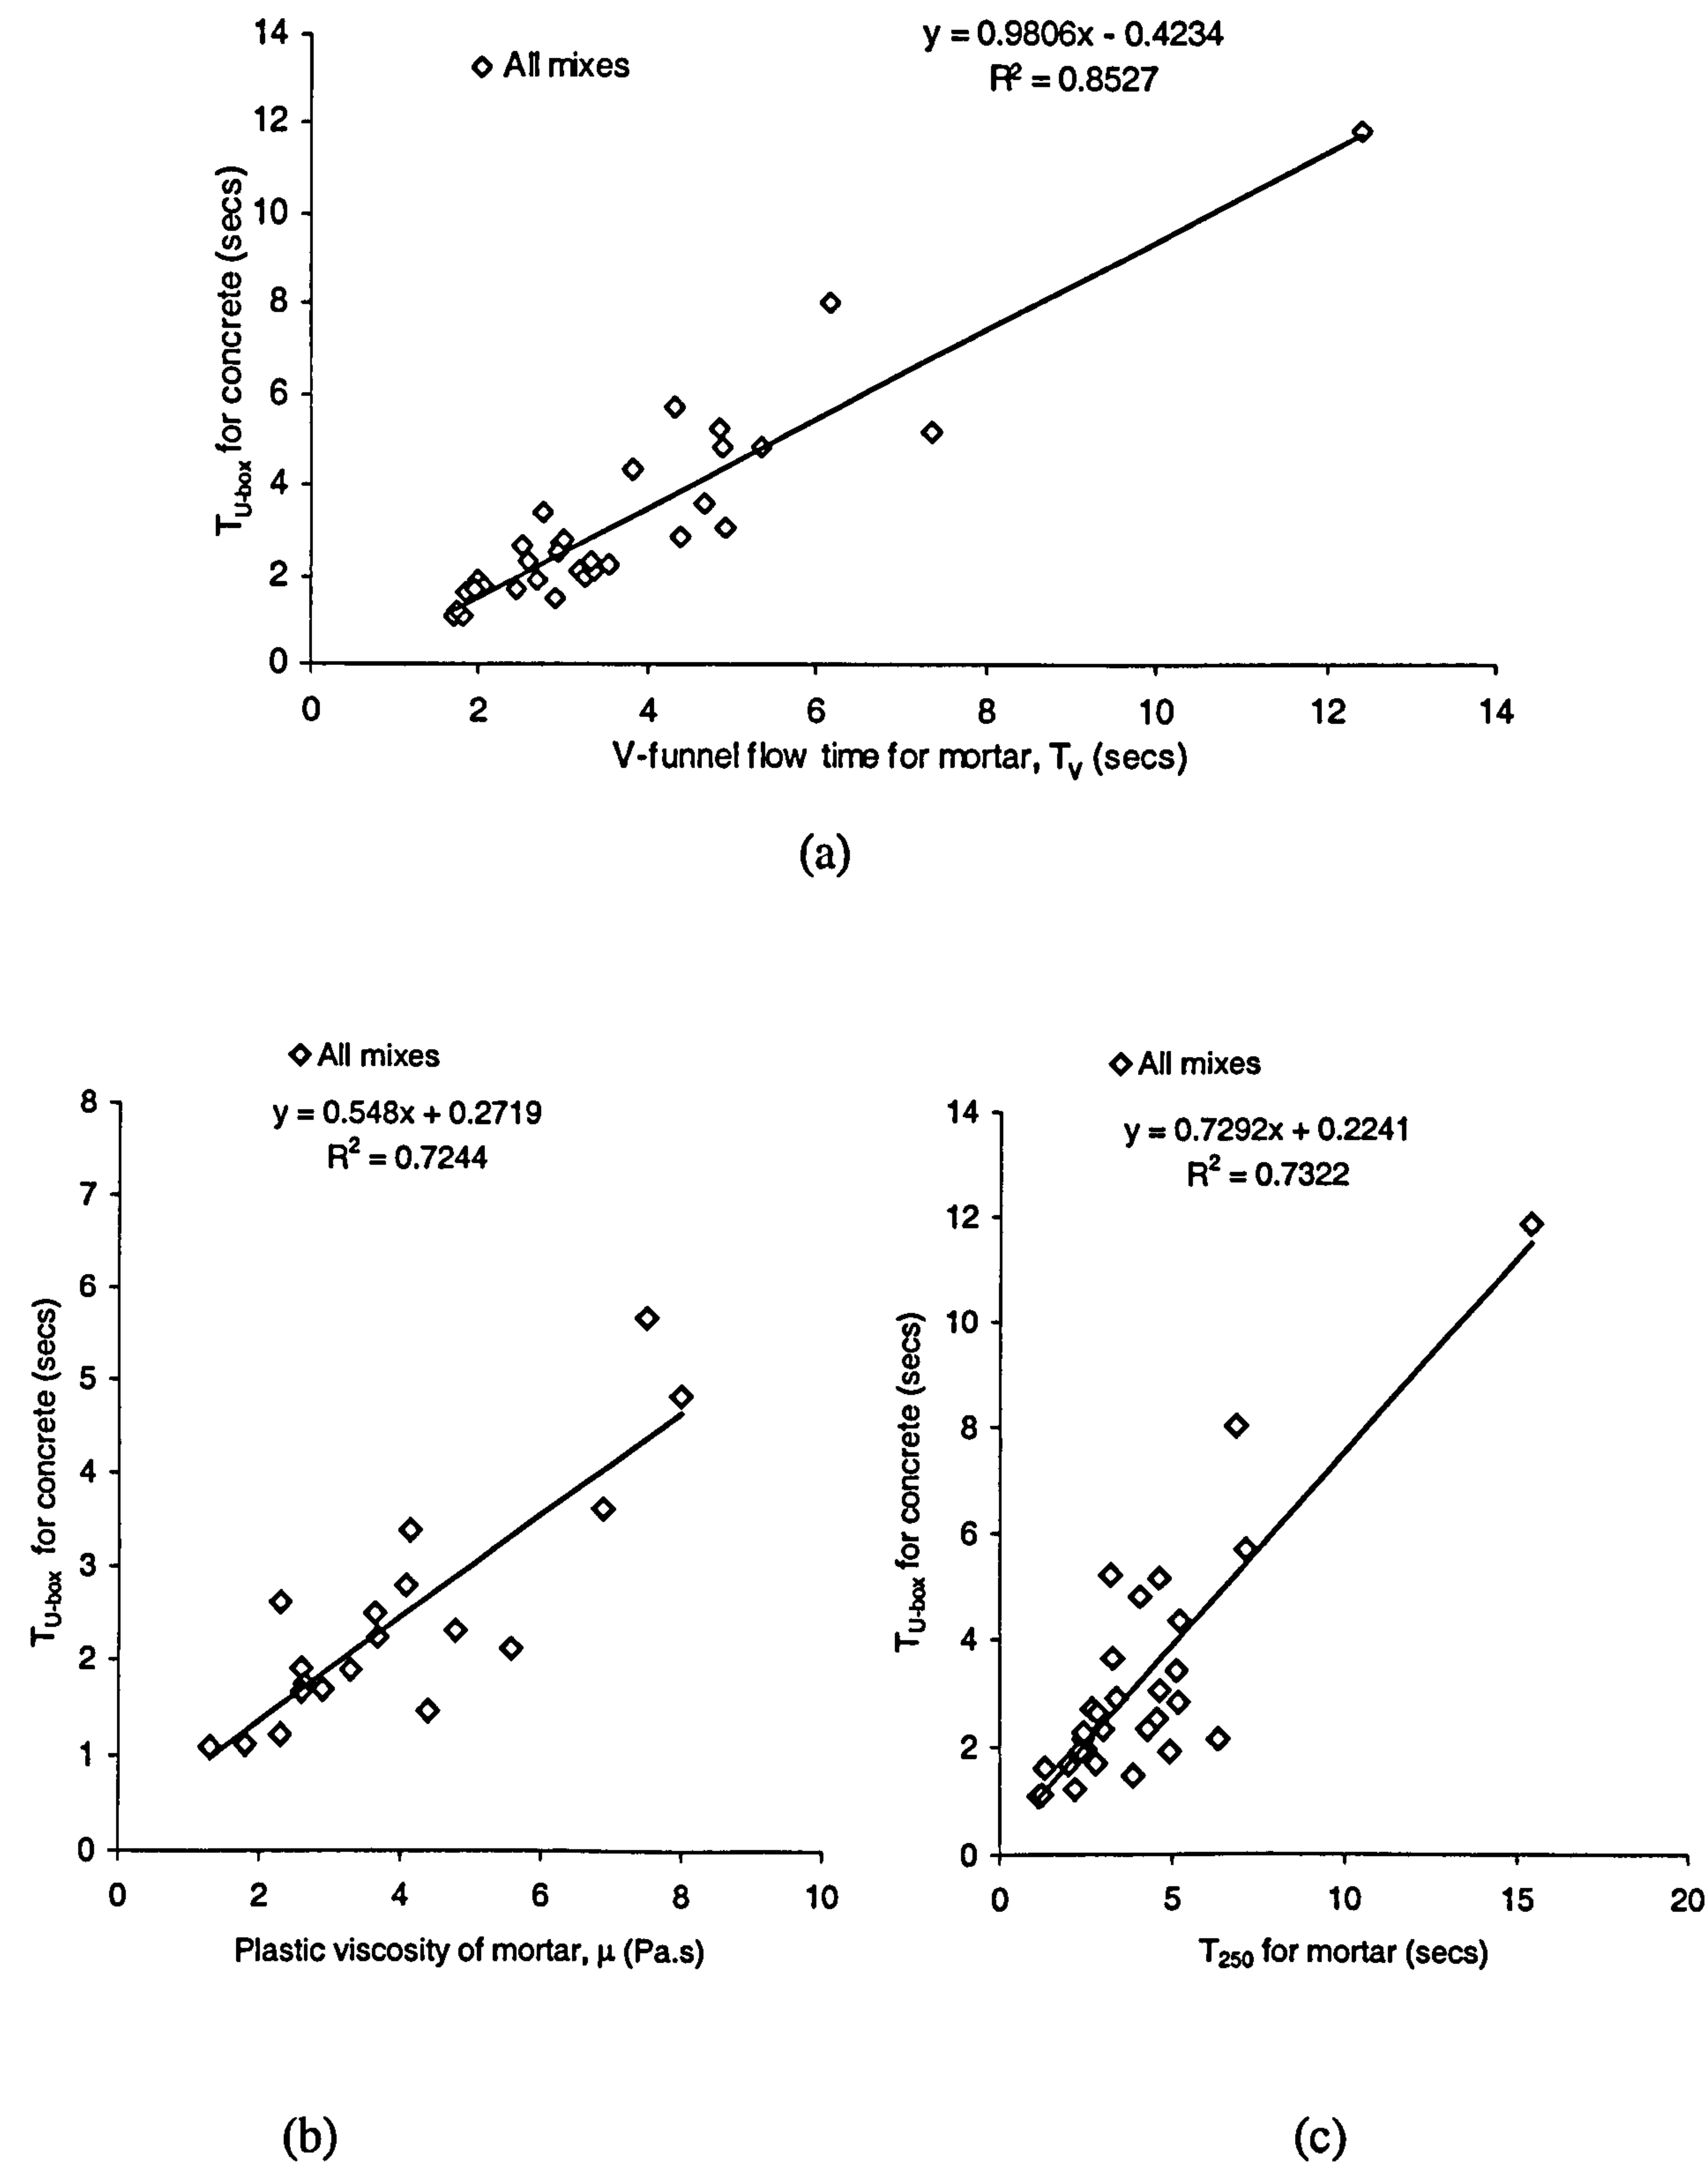 y = 0.9806x - 0.4234
R² = 0.8527
All mixes
14
12
10
8
6
4
2
0
T_U-box for concrete (secs)
0 2 4 6 8 10 12 14
V-funnel flow time for mortar, T_V (secs)
(a)
All mixes
y = 0.548x + 0.2719
R² = 0.7244
8
7
6
5
4
3
2
1
0
T_U-box for concrete (secs)
0 2 4 6 8 10
Plastic viscosity of mortar, μ (Pa.s)
(b)
All mixes
y = 0.7292x + 0.2241
R² = 0.7322
14
12
10
8
6
4
2
0
T_U-box for concrete (secs)
0 5 10 15 20
T_250 for mortar (secs)
(c)